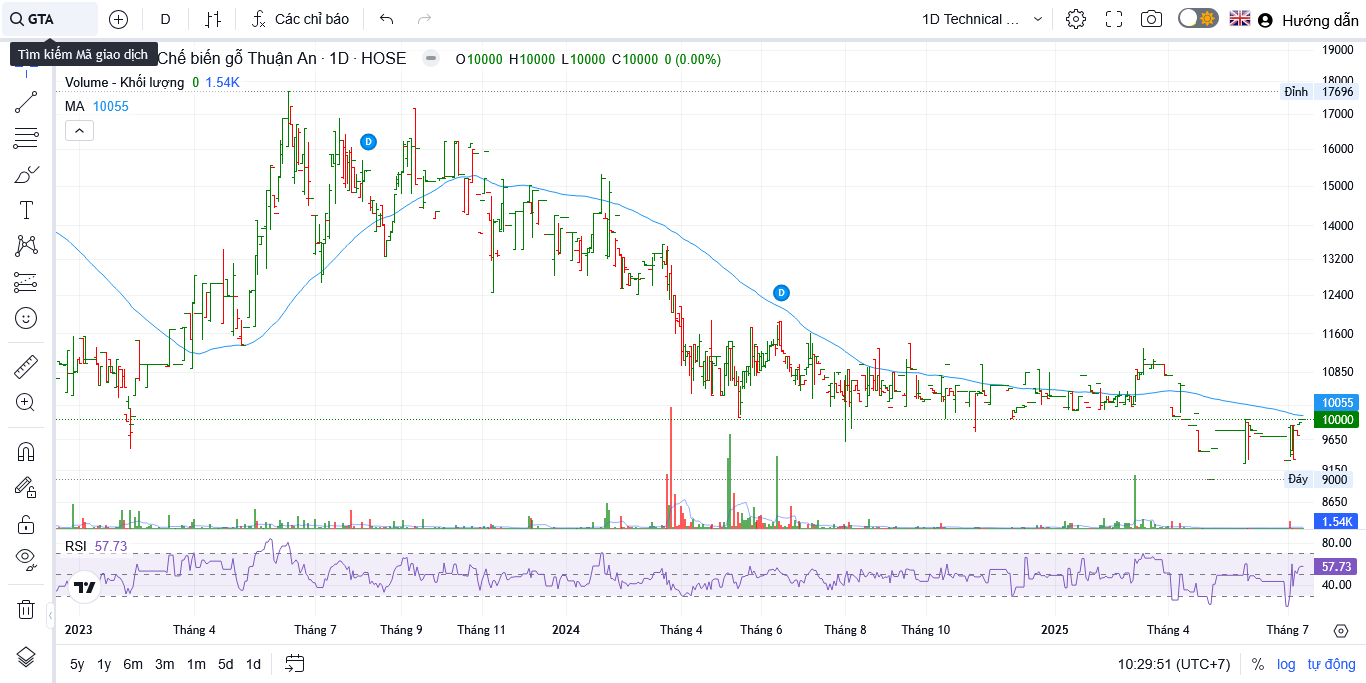 GTA
D
Các chỉ báo
1D Technical ...
Hướng dẫn
Tìm kiếm Mã giao dịch
Chế biến gỗ Thuận An · 1D · HOSE
O10000 H10000 L10000 C10000 0 (0.00%)
Volume - Khối lượng 0 1.54K
MA 10055
D
D
19000
18000
Đỉnh 17696
17000
16000
15000
14000
13200
12400
11600
10850
10055
10000
9650
9150
Đáy 9000
8650
1.54K
RSI 57.73
80.00
57.73
40.00
2023 Tháng 4 Tháng 7 Tháng 9 Tháng 11 2024 Tháng 4 Tháng 6 Tháng 8 Tháng 10 2025 Tháng 4 Tháng 7
5y 1y 6m 3m 1m 5d 1d
10:29:51 (UTC+7) % log tự động